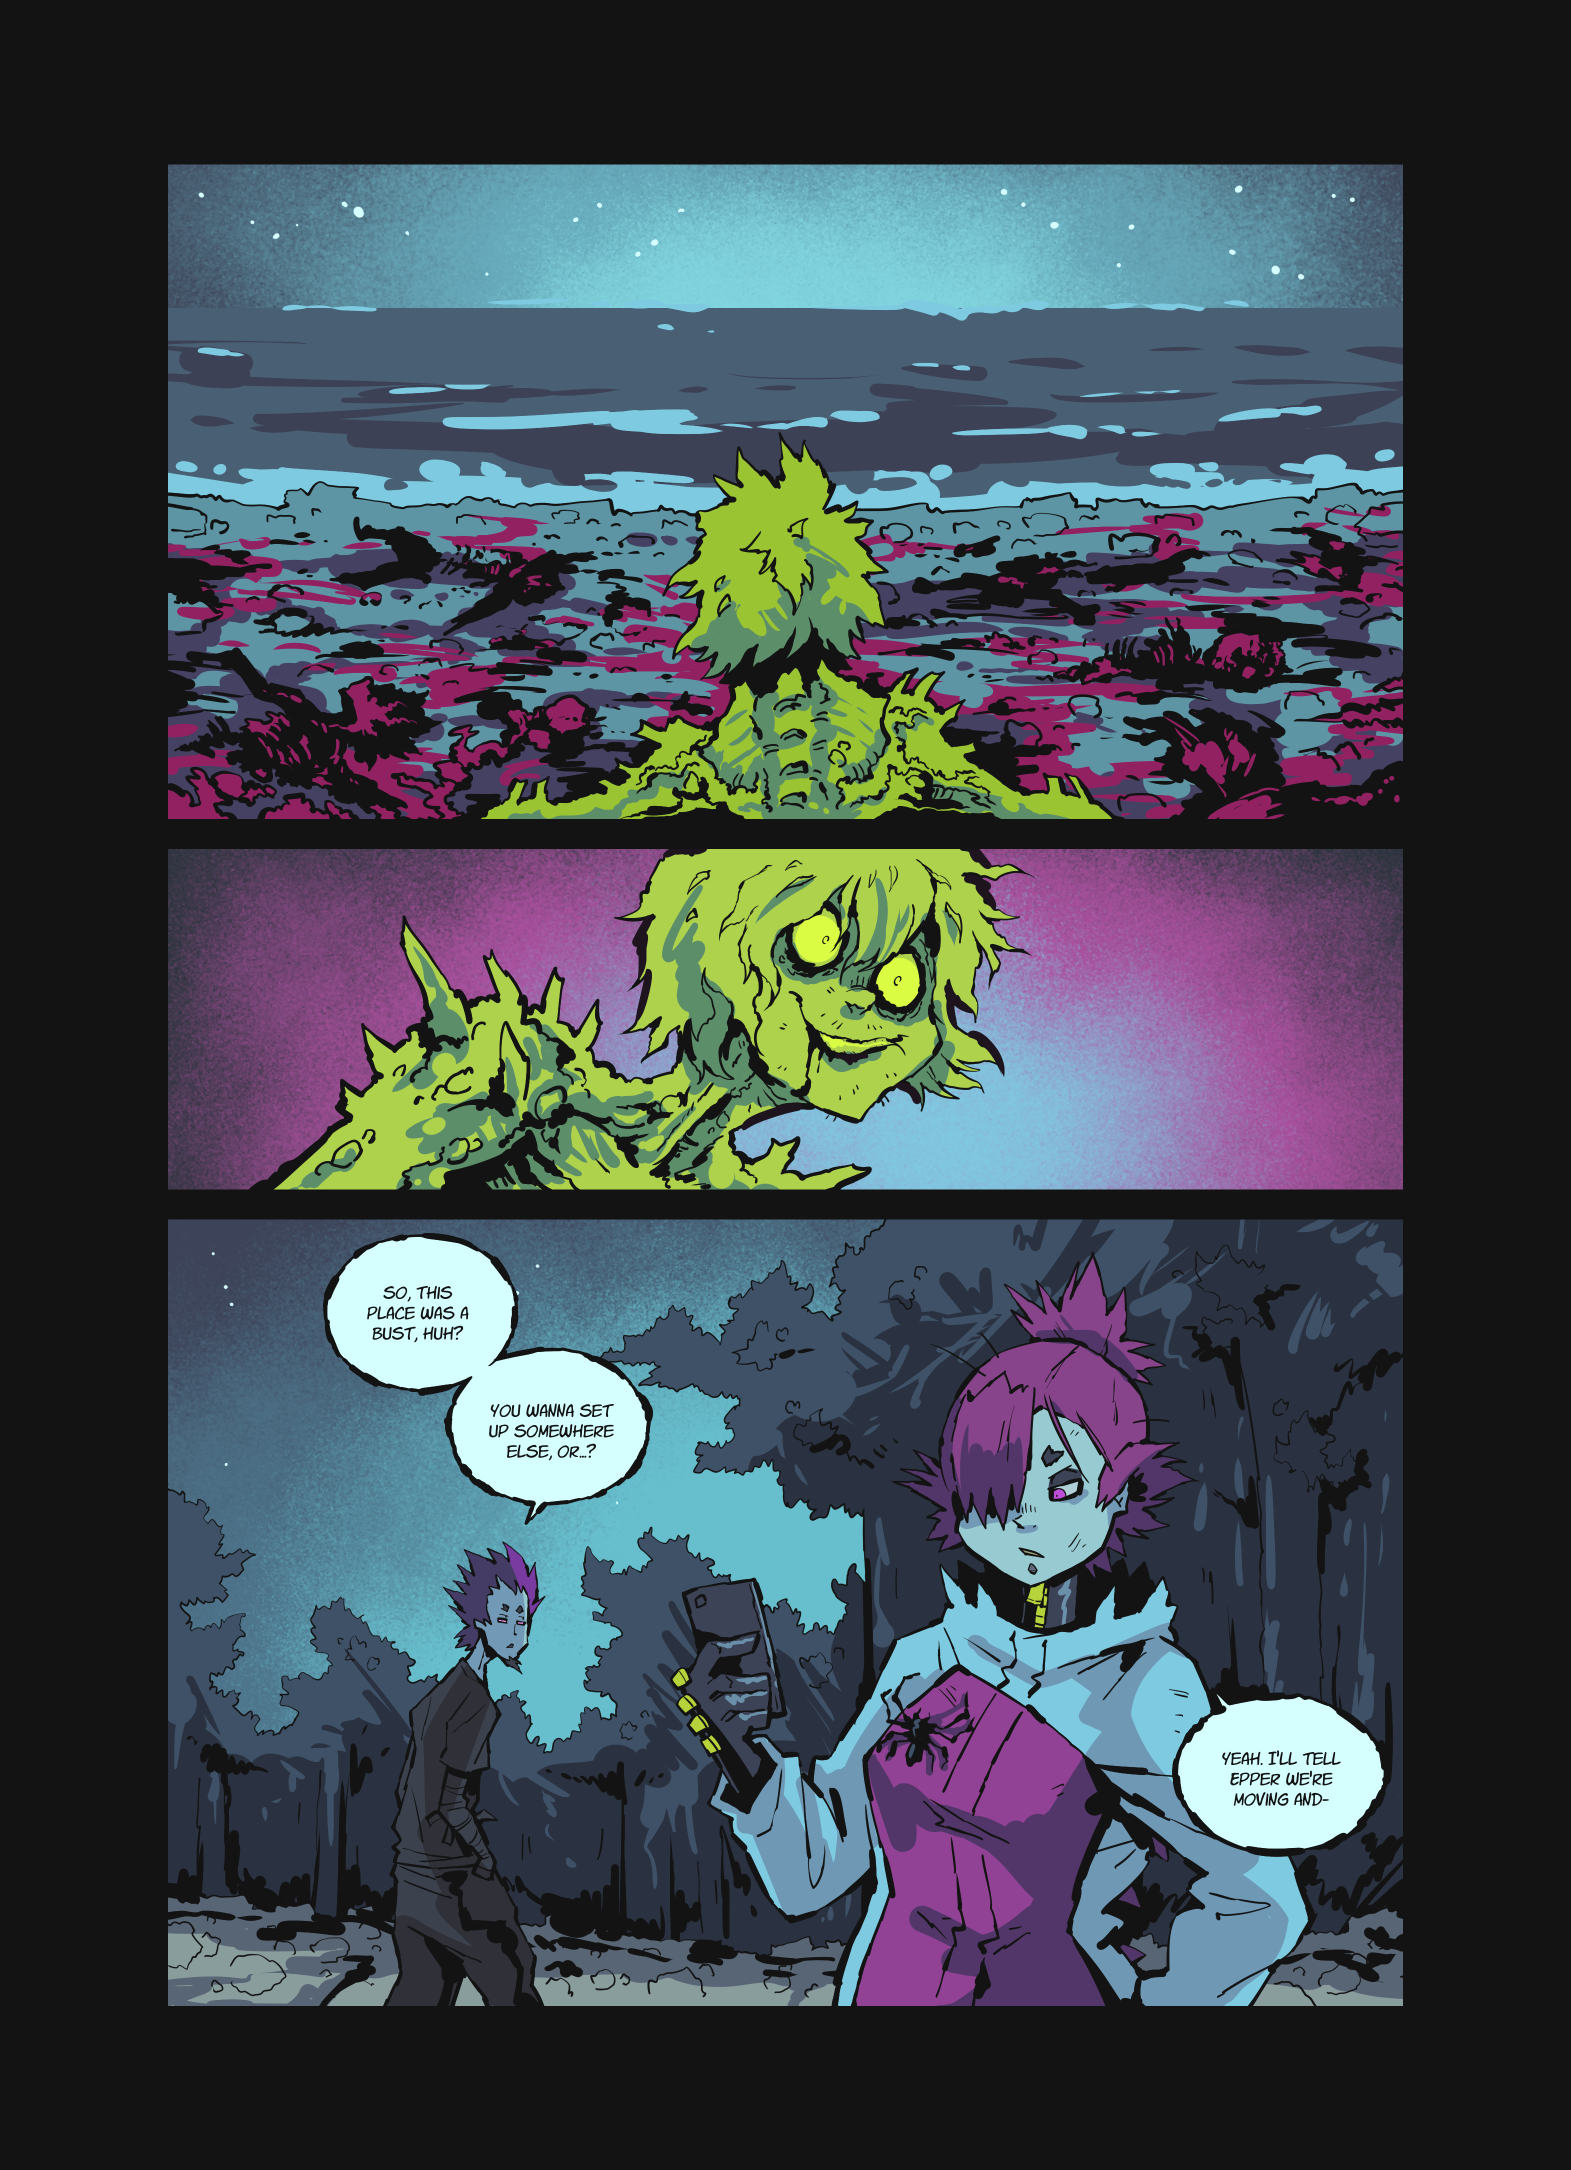 SO, THIS
PLACE WAS A
BUST, HUH?
YOU WANNA SET
UP SOMEWHERE
ELSE, OR...?
YEAH. I'LL TELL
EPPER WE'RE
MOVING AND-